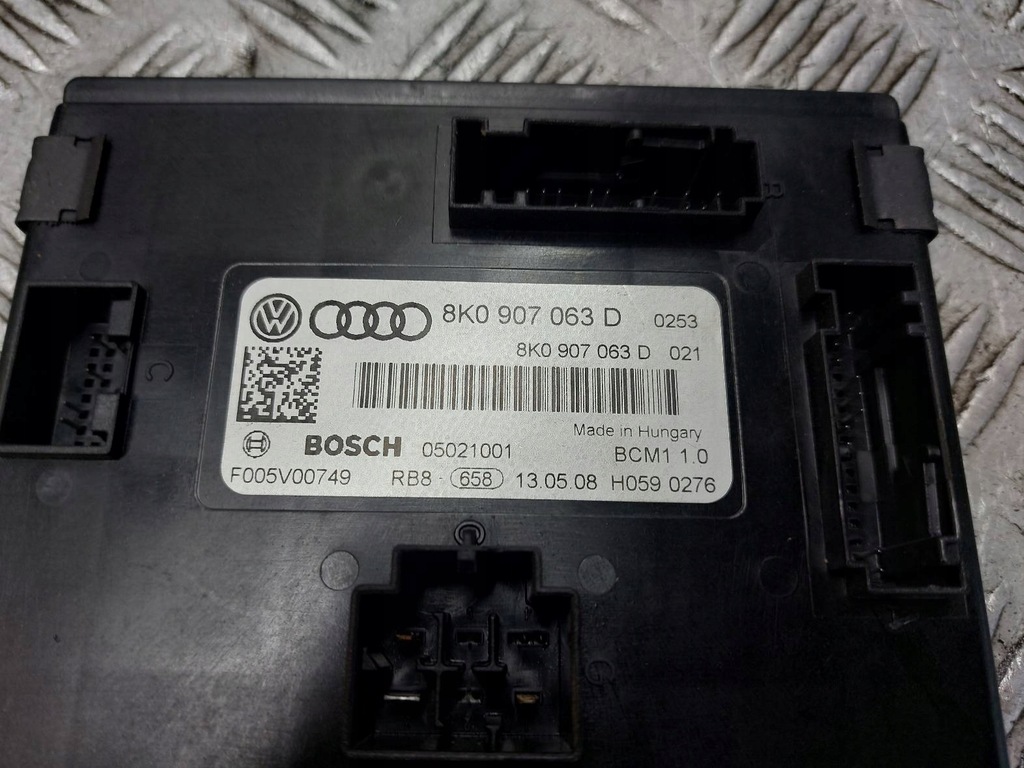 8K0 907 063 D 0253
8K0 907 063 D 021
Made in Hungary
BOSCH 05021001 BCM1 1.0
F005V00749 RB8 - 658 13.05.08 H059 0276
C
G